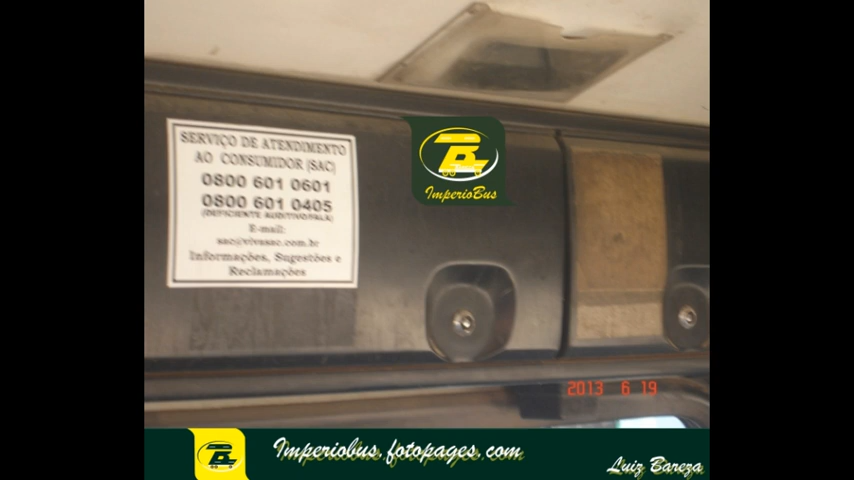 SERVIÇO DE ATENDIMENTO
AO CONSUMIDOR (SAC)
0800 601 0601
0800 601 0405
(DEFICIENTE AUDITIVO/FALA)
E-mail:
sac@vivasac.com.br
Informações, Sugestões e
Reclamações
B
ImperioBus
2013 6 19
B
Imperiobus.fotopages.com
Luiz Bareza